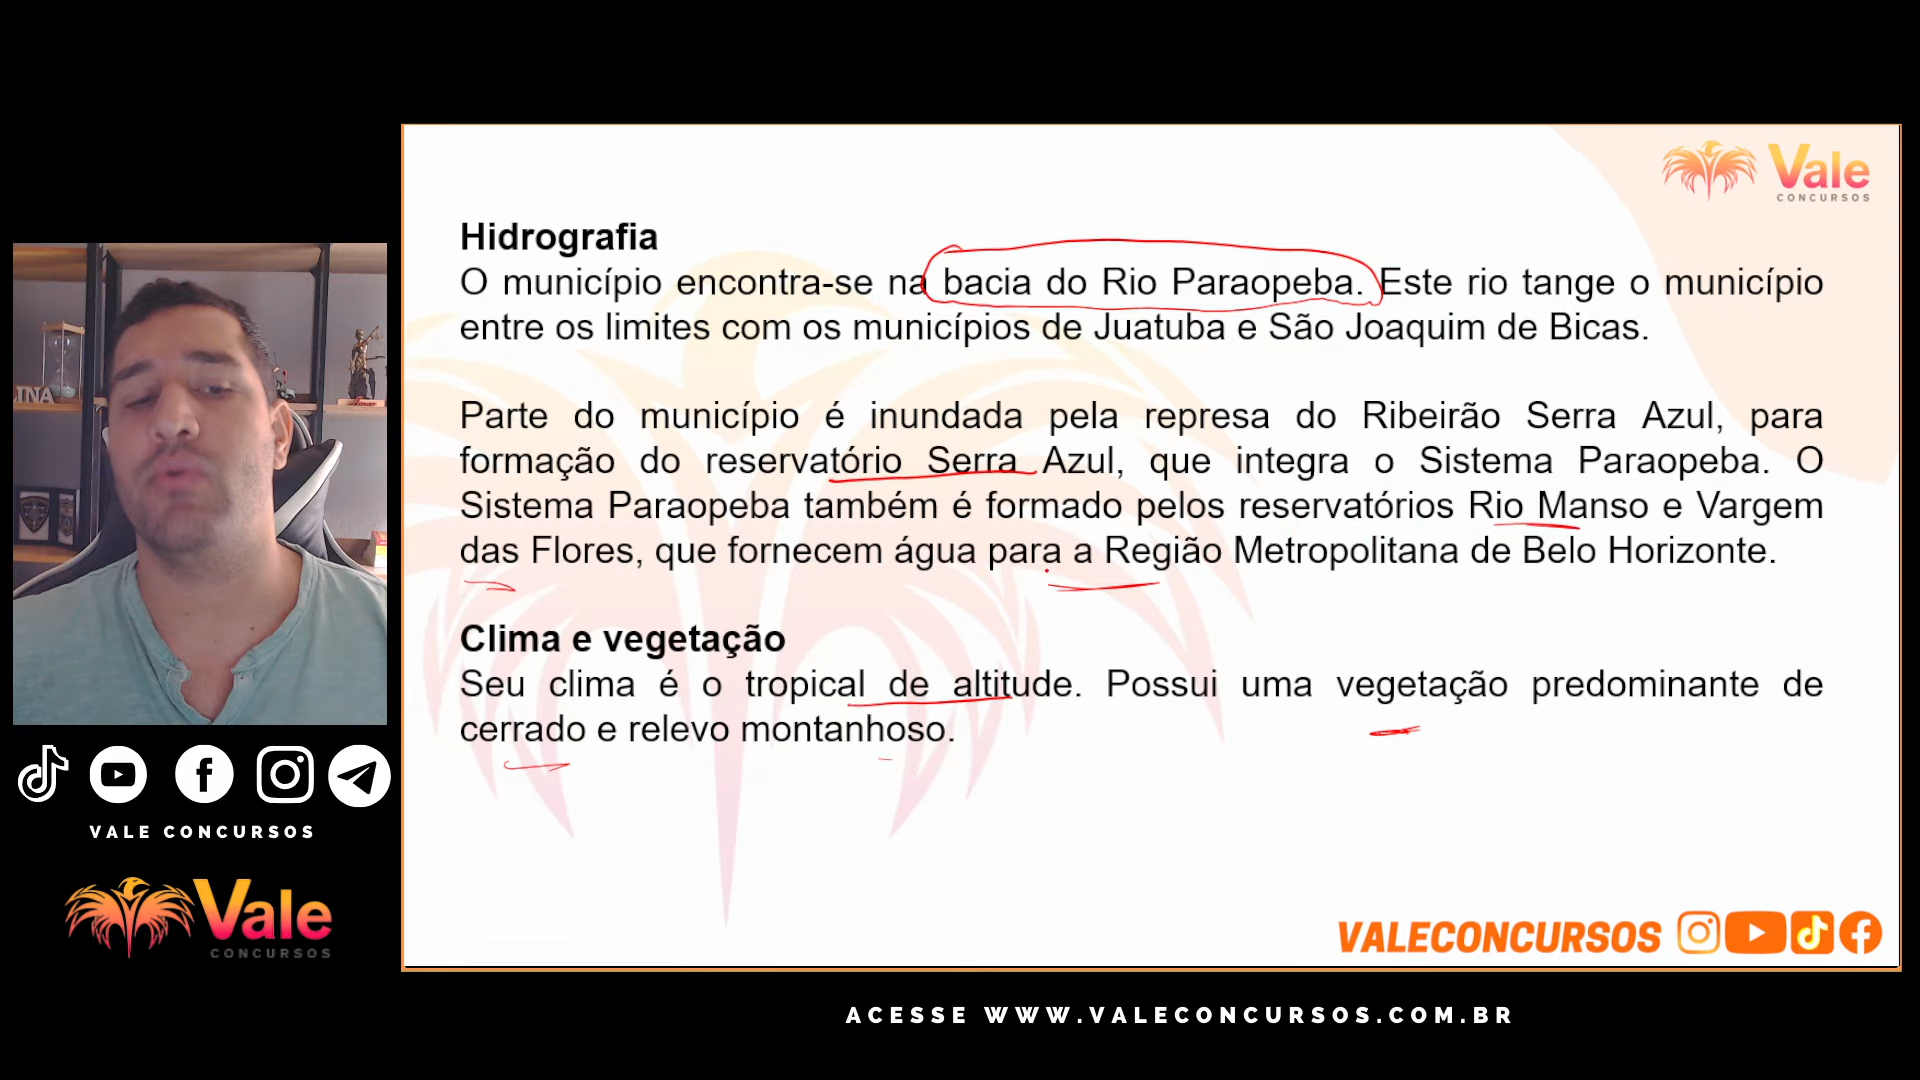 Vale
CONCURSOS
Hidrografia
O município encontra-se na bacia do Rio Paraopeba. Este rio tange o município
entre os limites com os municípios de Juatuba e São Joaquim de Bicas.
Parte do município é inundada pela represa do Ribeirão Serra Azul, para
formação do reservatório Serra Azul, que integra o Sistema Paraopeba. O
Sistema Paraopeba também é formado pelos reservatórios Rio Manso e Vargem
das Flores, que fornecem água para a Região Metropolitana de Belo Horizonte.
Clima e vegetação
Seu clima é o tropical de altitude. Possui uma vegetação predominante de
cerrado e relevo montanhoso.
INA
VALE CONCURSOS
Vale
CONCURSOS
VALECONCURSOS
ACESSE WWW.VALECONCURSOS.COM.BR